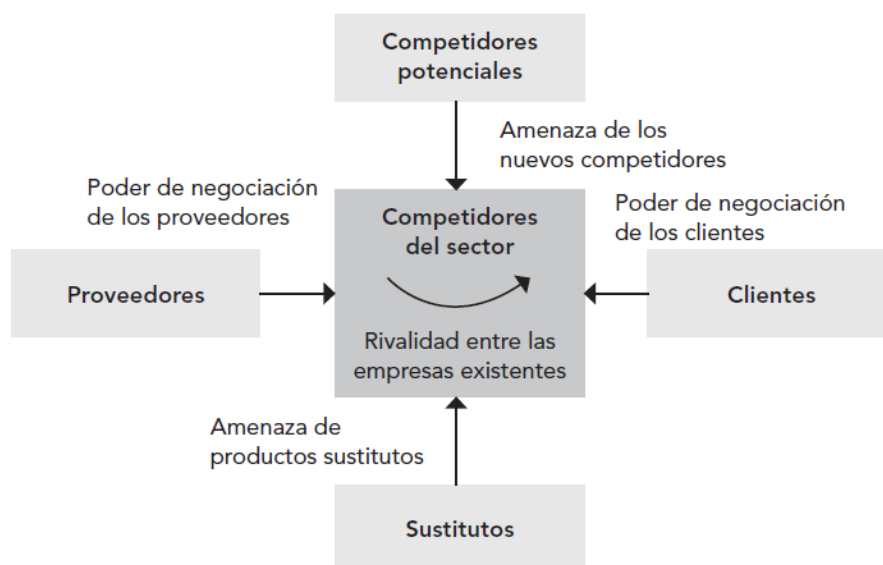 Competidores
potenciales
Amenaza de los
nuevos competidores
Poder de negociación
de los proveedores
Competidores
del sector
Poder de negociación
de los clientes
Proveedores
Clientes
Rivalidad entre las
empresas existentes
Amenaza de
productos sustitutos
Sustitutos